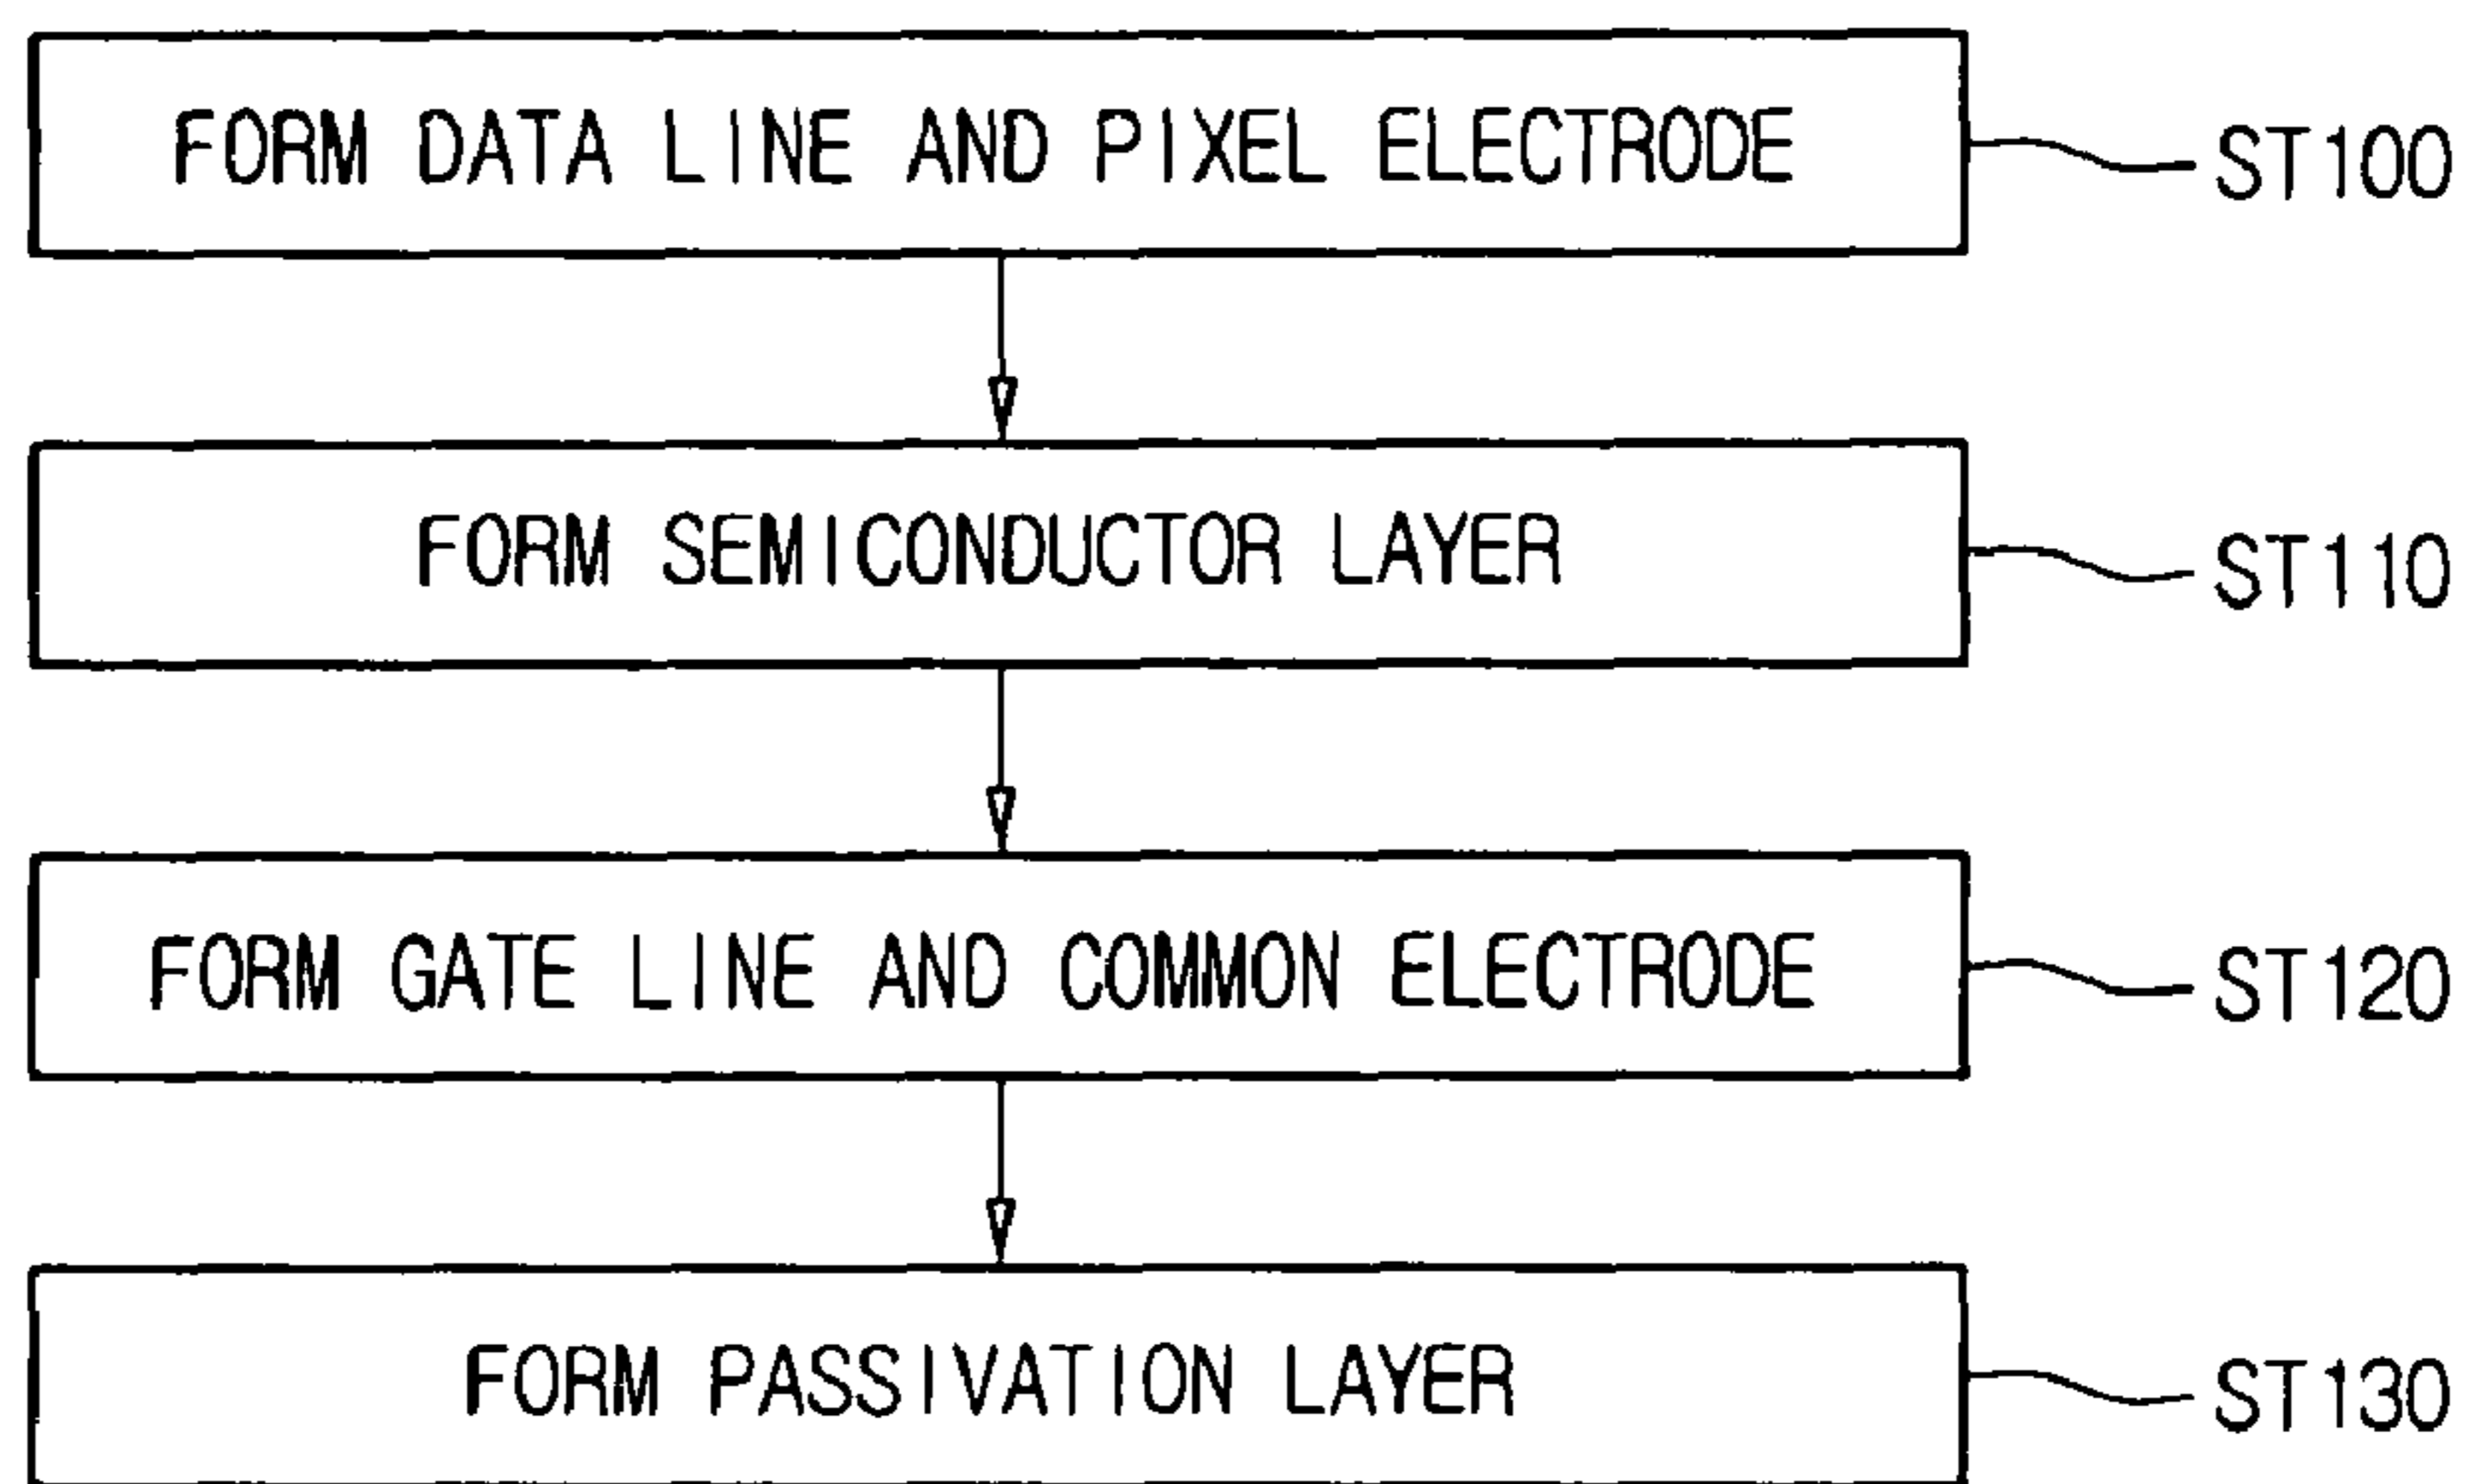 FORM DATA LINE AND PIXEL ELECTRODE
ST100
FORM SEMICONDUCTOR LAYER
ST110
FORM GATE LINE AND COMMON ELECTRODE
ST120
FORM PASSIVATION LAYER
ST130